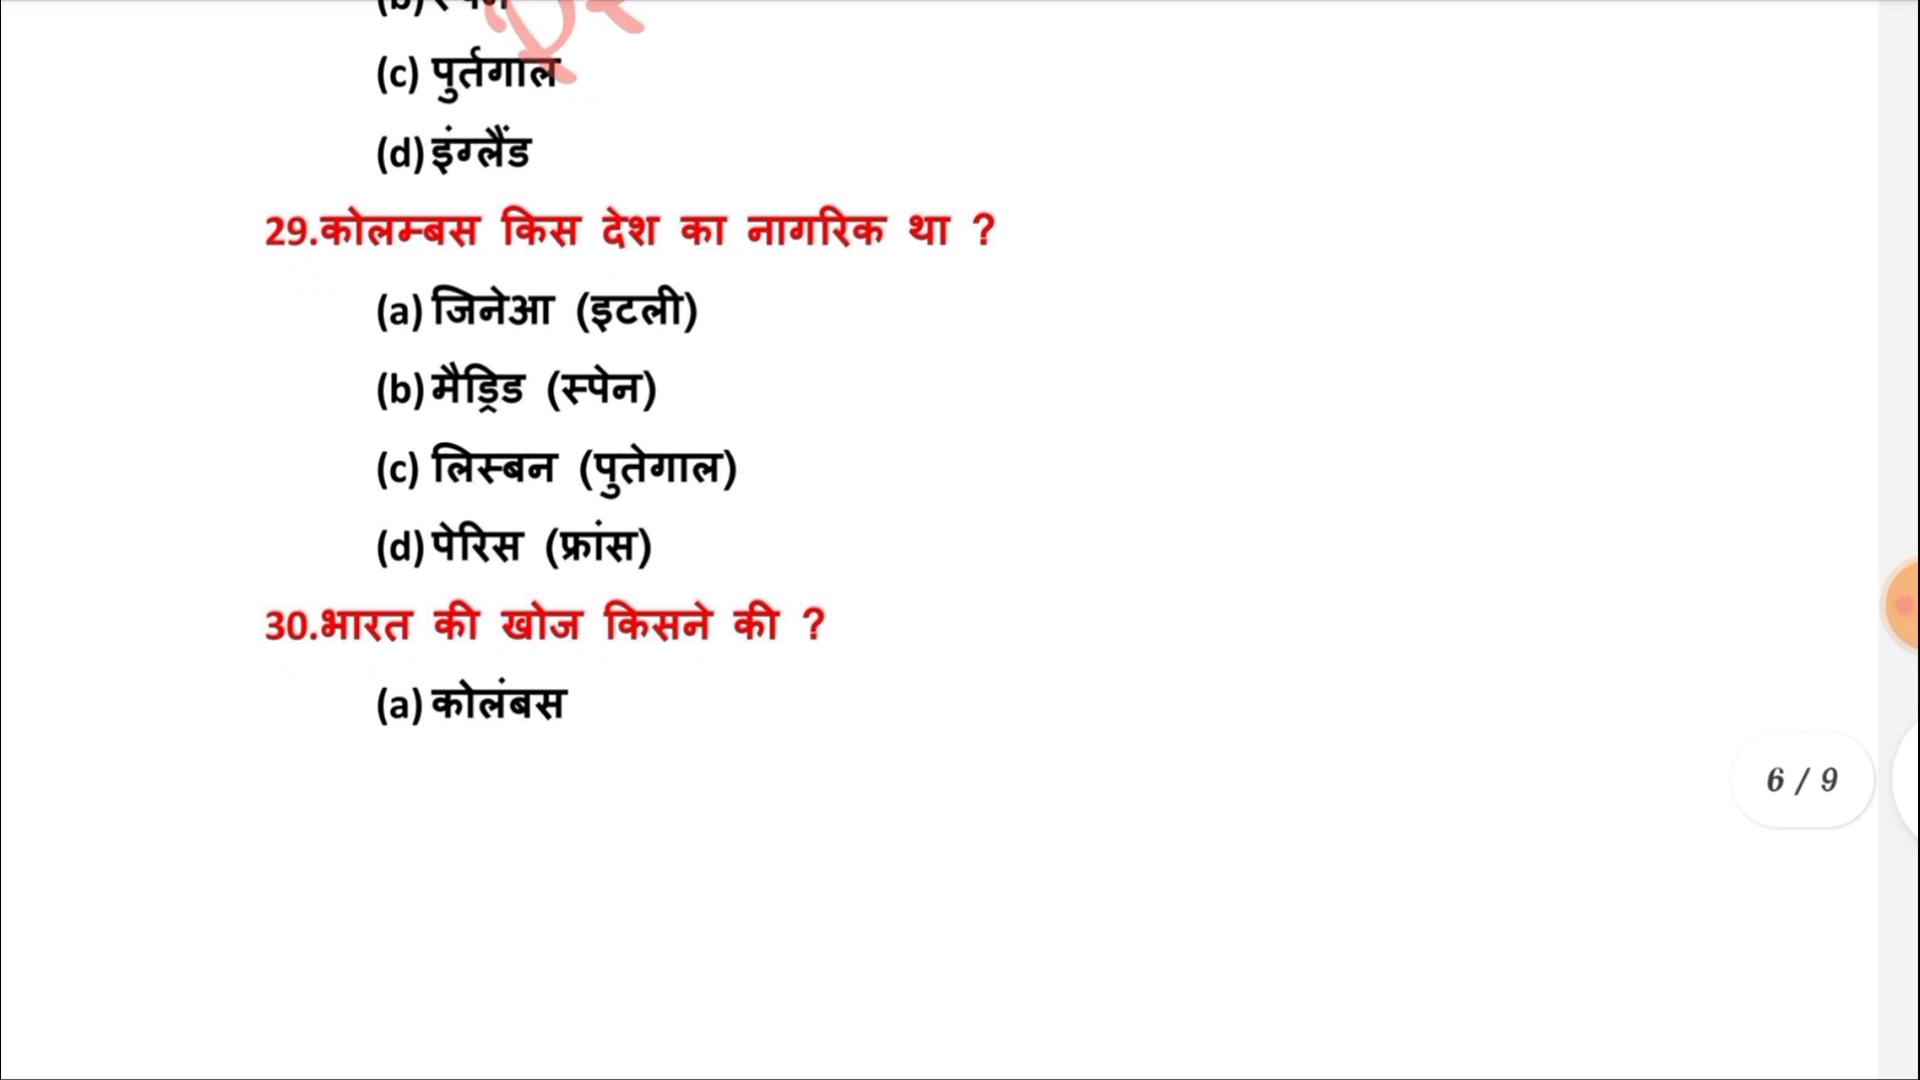 (c) पुर्तगाल
(d) इंग्लैंड
29.कोलम्बस किस देश का नागरिक था ?
(a) जिनेआ (इटली)
(b) मैड्रिड (स्पेन)
(c) लिस्बन (पुतेगाल)
(d) पेरिस (फ्रांस)
30.भारत की खोज किसने की ?
(a) कोलंबस
6 / 9